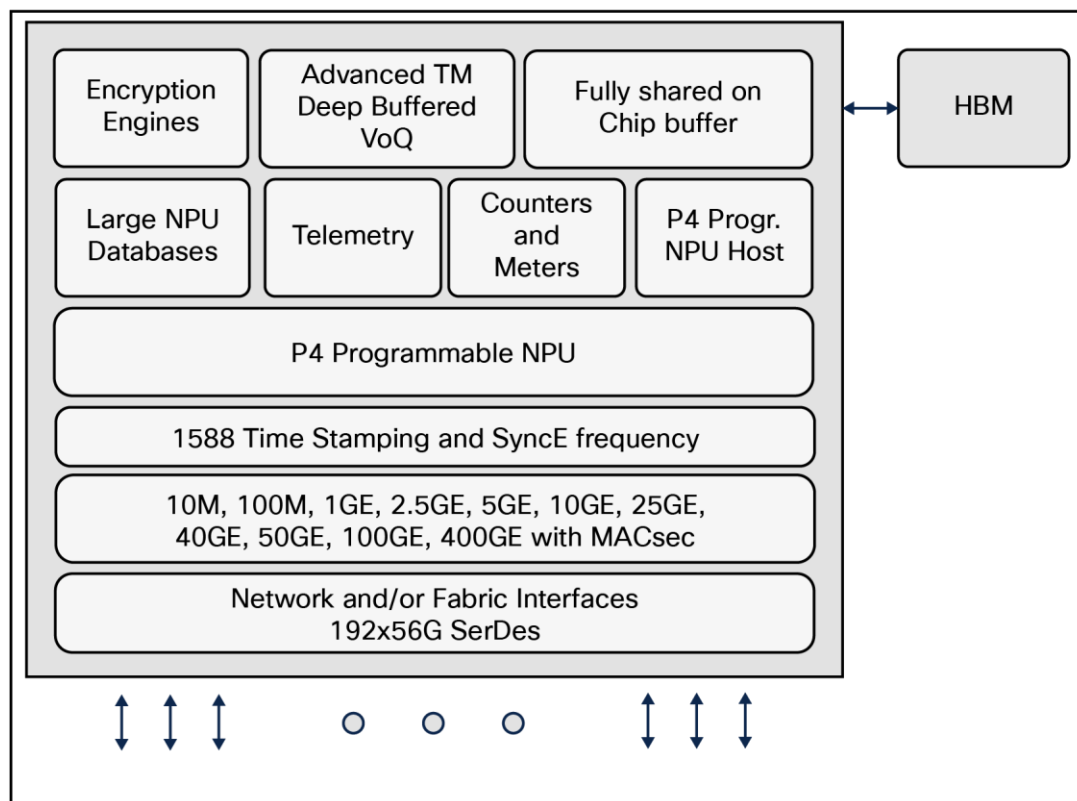 Encryption
Engines
Advanced TM
Deep Buffered
VoQ
Fully shared on
Chip buffer
HBM
Large NPU
Databases
Telemetry
Counters
and
Meters
P4 Progr.
NPU Host
P4 Programmable NPU
1588 Time Stamping and SyncE frequency
10M, 100M, 1GE, 2.5GE, 5GE, 10GE, 25GE,
40GE, 50GE, 100GE, 400GE with MACsec
Network and/or Fabric Interfaces
192x56G SerDes